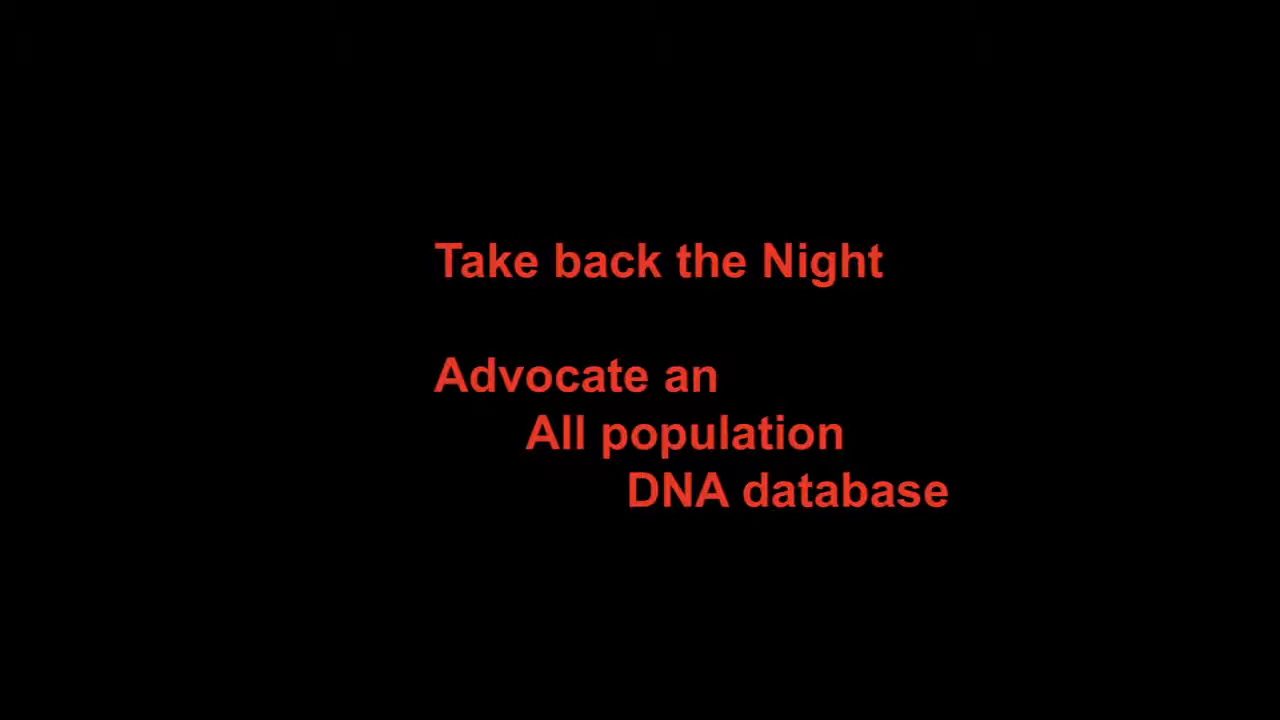 Take back the Night
Advocate an
All population
DNA database